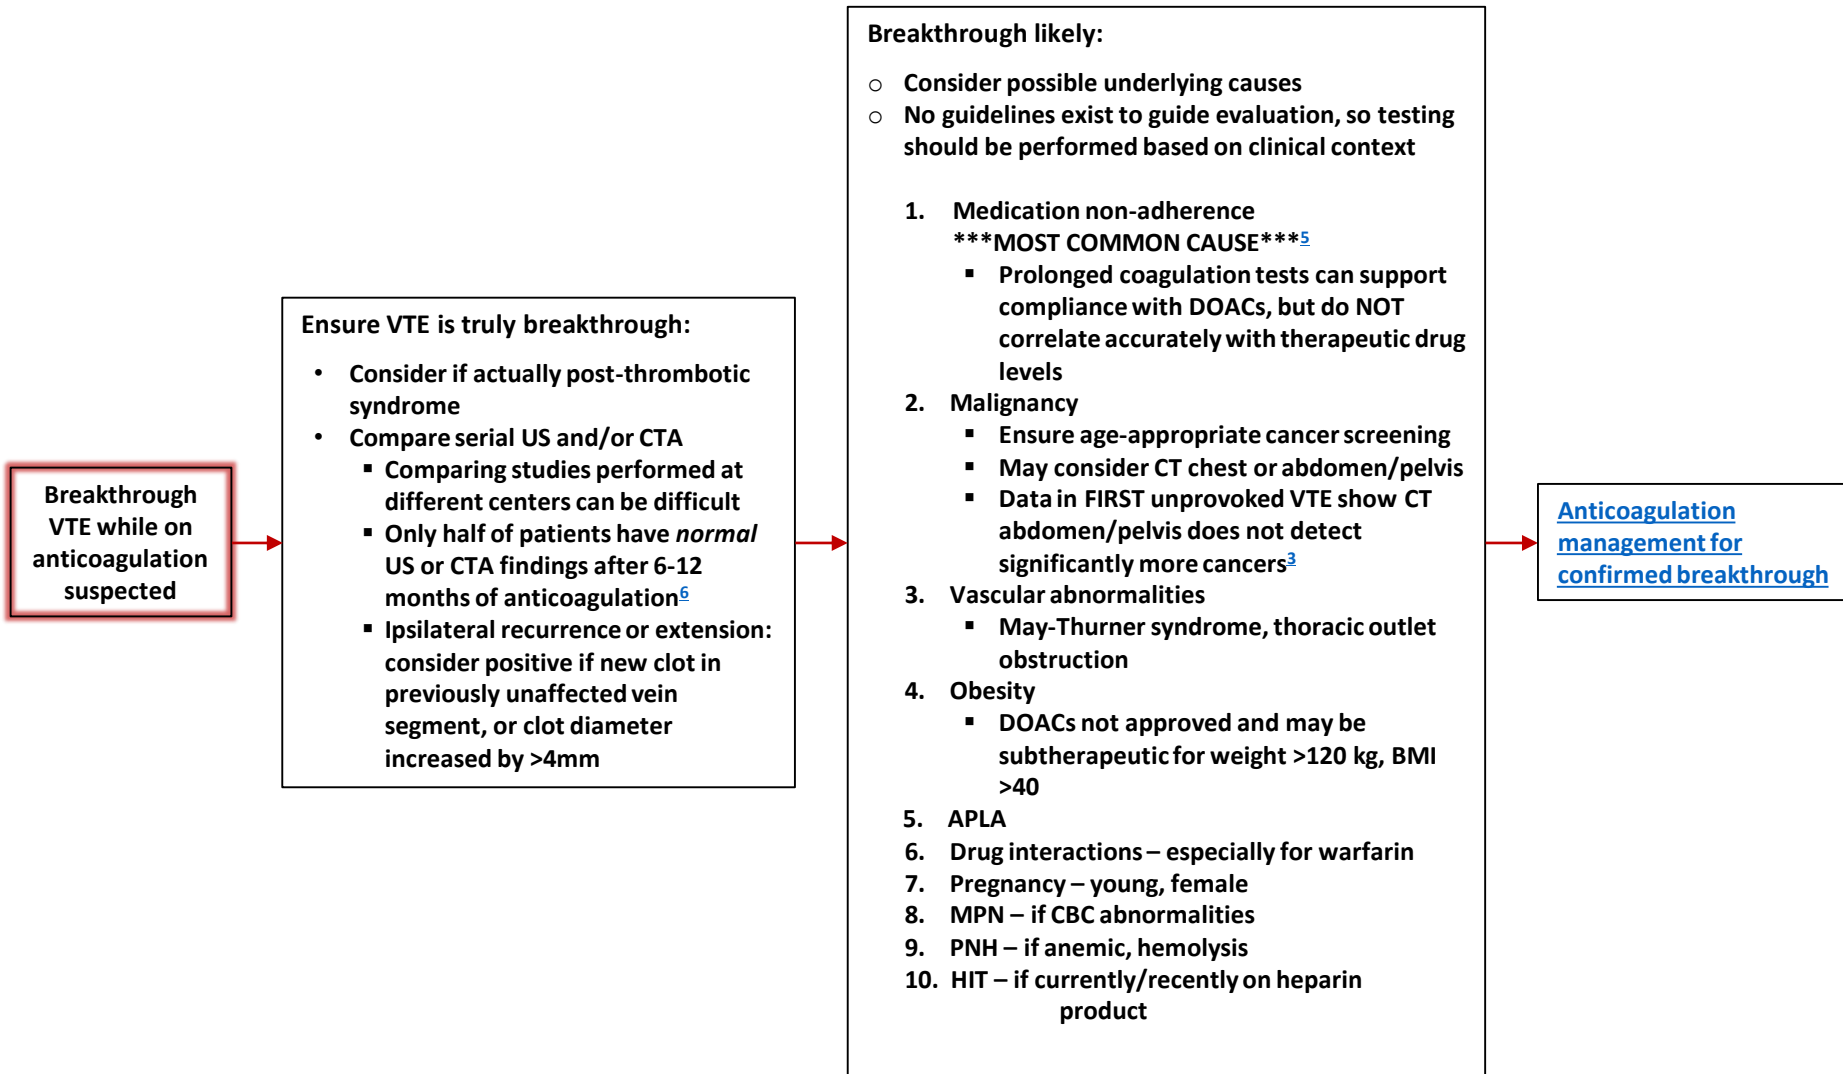 Breakthrough
VTE while on
anticoagulation
suspected
Ensure VTE is truly breakthrough:
• Consider if actually post-thrombotic
syndrome
• Compare serial US and/or CTA
▪ Comparing studies performed at
different centers can be difficult
▪ Only half of patients have normal
US or CTA findings after 6-12
months of anticoagulation6
▪ Ipsilateral recurrence or extension:
consider positive if new clot in
previously unaffected vein
segment, or clot diameter
increased by >4mm
Breakthrough likely:
o Consider possible underlying causes
o No guidelines exist to guide evaluation, so testing
should be performed based on clinical context
1. Medication non-adherence
***MOST COMMON CAUSE***5
▪ Prolonged coagulation tests can support
compliance with DOACs, but do NOT
correlate accurately with therapeutic drug
levels
2. Malignancy
▪ Ensure age-appropriate cancer screening
▪ May consider CT chest or abdomen/pelvis
▪ Data in FIRST unprovoked VTE show CT
abdomen/pelvis does not detect
significantly more cancers3
3. Vascular abnormalities
▪ May-Thurner syndrome, thoracic outlet
obstruction
4. Obesity
▪ DOACs not approved and may be
subtherapeutic for weight >120 kg, BMI
>40
5. APLA
6. Drug interactions – especially for warfarin
7. Pregnancy – young, female
8. MPN – if CBC abnormalities
9. PNH – if anemic, hemolysis
10. HIT – if currently/recently on heparin
product
Anticoagulation
management for
confirmed breakthrough